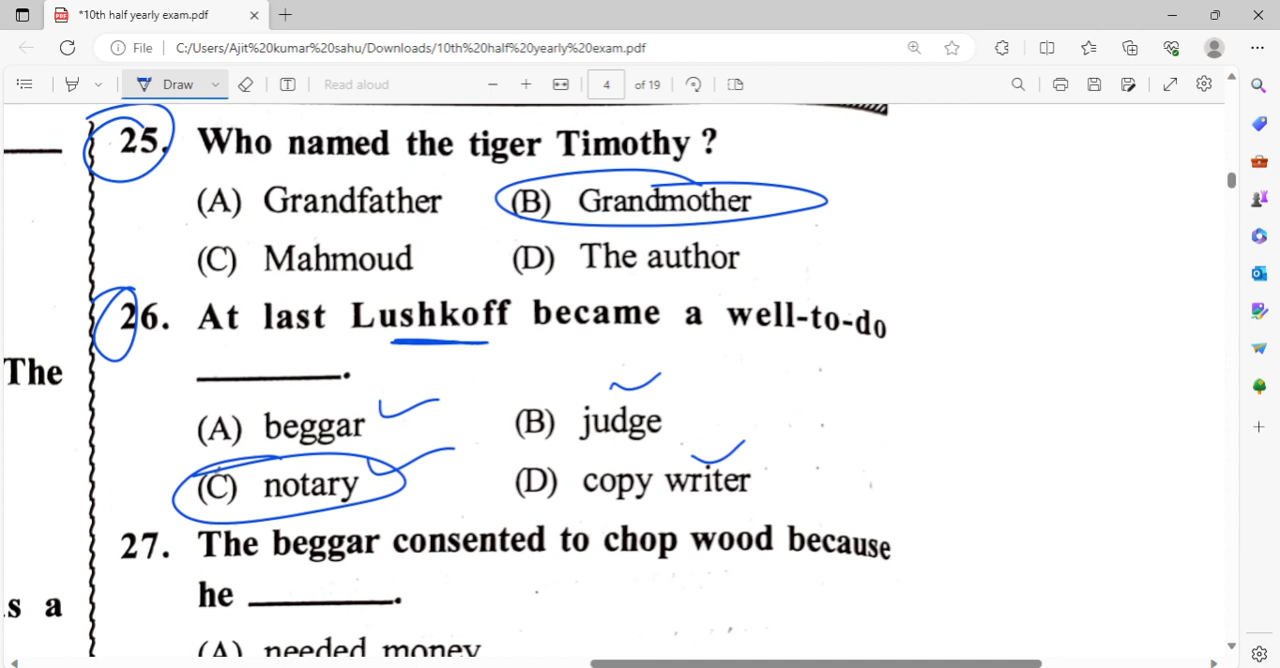 *10th half yearly exam.pdf
File C:/Users/Ajit%20kumar%20sahu/Downloads/10th%20half%20yearly%20exam.pdf
Draw Read aloud 4 of 19
25. Who named the tiger Timothy ?
(A) Grandfather (B) Grandmother
(C) Mahmoud (D) The author
26. At last Lushkoff became a well-to-do
____________.
The
(A) beggar (B) judge
(C) notary (D) copy writer
27. The beggar consented to chop wood because
s a he ____________.
(A) needed money